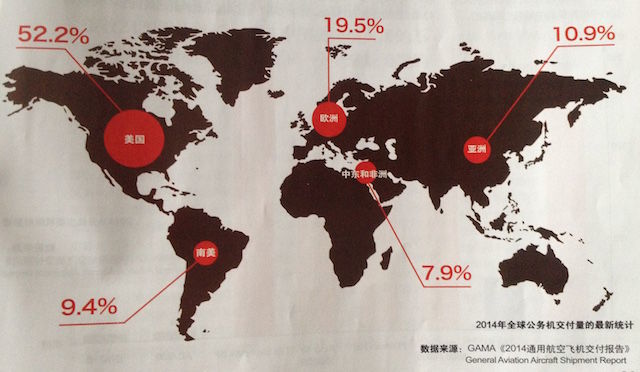 52.2%
19.5%
10.9%
美国
欧洲
亚洲
中东和非洲
南美
7.9%
9.4%
2014年全球公务机交付量的最新统计
数据来源：GAMA《2014通用航空飞机交付报告》
General Aviation Aircraft Shipment Report